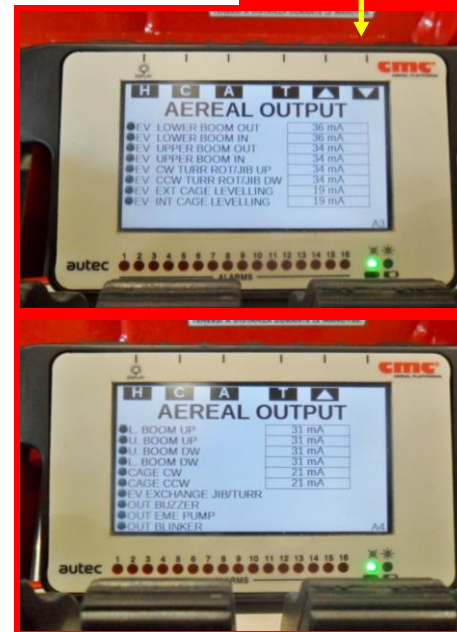 cmc
AERIAL PLATFORMS
DISPLAY
H C A T
AEREAL OUTPUT
EV LOWER BOOM OUT 36 mA
EV LOWER BOOM IN 36 mA
EV UPPER BOOM OUT 34 mA
EV UPPER BOOM IN 34 mA
EV CW TURR ROT/JIB UP 34 mA
EV CCW TURR ROT/JIB DW 34 mA
EV EXT CAGE LEVELLING 19 mA
EV INT CAGE LEVELLING 19 mA
A3
1 2 3 4 5 6 7 8 9 10 11 12 13 14 15 16
autec
ALARMS
cmc
AERIAL PLATFORMS
DISPLAY
H C A T
AEREAL OUTPUT
L. BOOM UP 31 mA
U. BOOM UP 31 mA
U. BOOM DW 31 mA
L. BOOM DW 31 mA
CAGE CW 21 mA
CAGE CCW 21 mA
EV EXCHANGE JIB/TURR
OUT BUZZER
OUT EME PUMP
OUT BLINKER
A4
1 2 3 4 5 6 7 8 9 10 11 12 13 14 15 16
autec
ALARMS